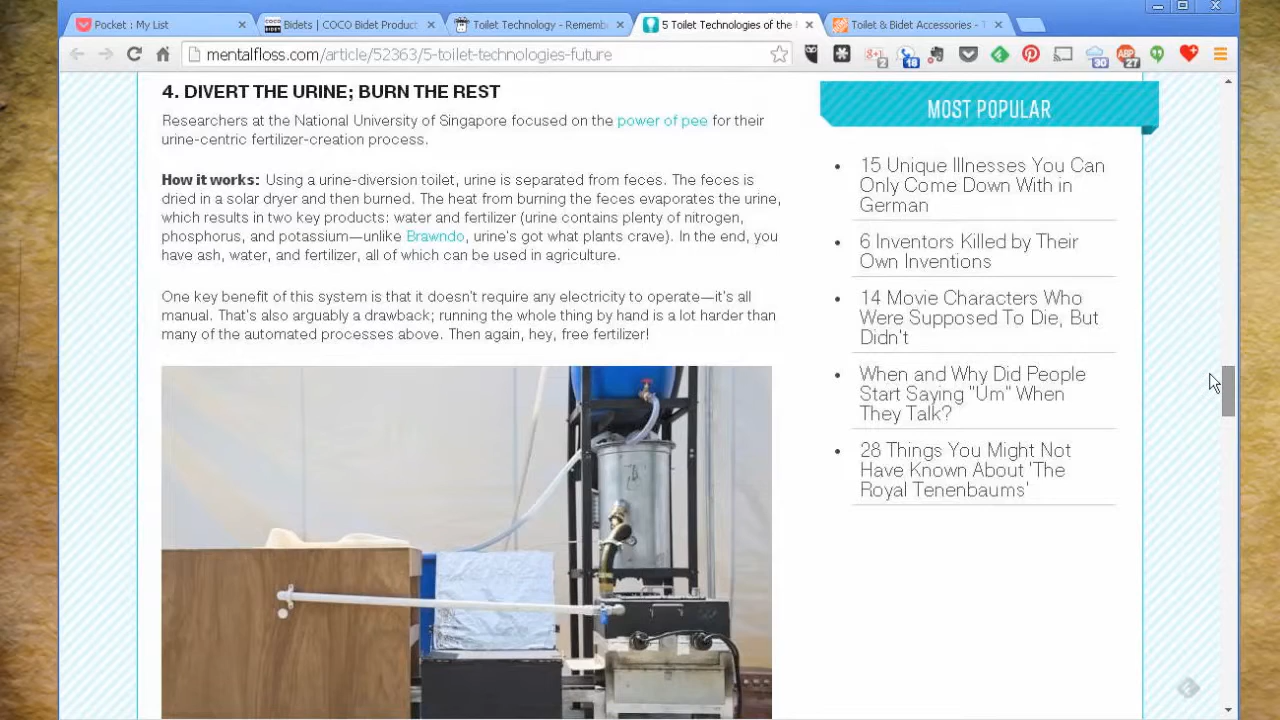 Pocket : My List
Bidets | COCO Bidet Product
Toilet Technology - Rememb
5 Toilet Technologies of the
Toilet & Bidet Accessories - T
mentalfloss.com/article/52363/5-toilet-technologies-future
4. DIVERT THE URINE; BURN THE REST
Researchers at the National University of Singapore focused on the power of pee for their
urine-centric fertilizer-creation process.
How it works: Using a urine-diversion toilet, urine is separated from feces. The feces is
dried in a solar dryer and then burned. The heat from burning the feces evaporates the urine,
which results in two key products: water and fertilizer (urine contains plenty of nitrogen,
phosphorus, and potassium—unlike Brawndo, urine's got what plants crave). In the end, you
have ash, water, and fertilizer, all of which can be used in agriculture.
One key benefit of this system is that it doesn't require any electricity to operate—it's all
manual. That's also arguably a drawback; running the whole thing by hand is a lot harder than
many of the automated processes above. Then again, hey, free fertilizer!
MOST POPULAR
15 Unique Illnesses You Can
Only Come Down With in
German
6 Inventors Killed by Their
Own Inventions
14 Movie Characters Who
Were Supposed To Die, But
Didn't
When and Why Did People
Start Saying "Um" When
They Talk?
28 Things You Might Not
Have Known About 'The
Royal Tenenbaums'